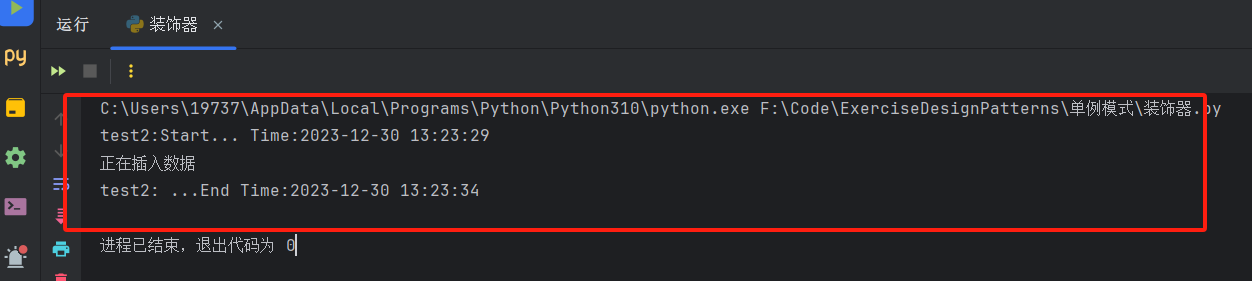 运行
装饰器
py
C:\Users\19737\AppData\Local\Programs\Python\Python310\python.exe F:\Code\ExerciseDesignPatterns\单例模式\装饰器.py
test2:Start... Time:2023-12-30 13:23:29
正在插入数据
test2: ...End Time:2023-12-30 13:23:34
进程已结束，退出代码为 0